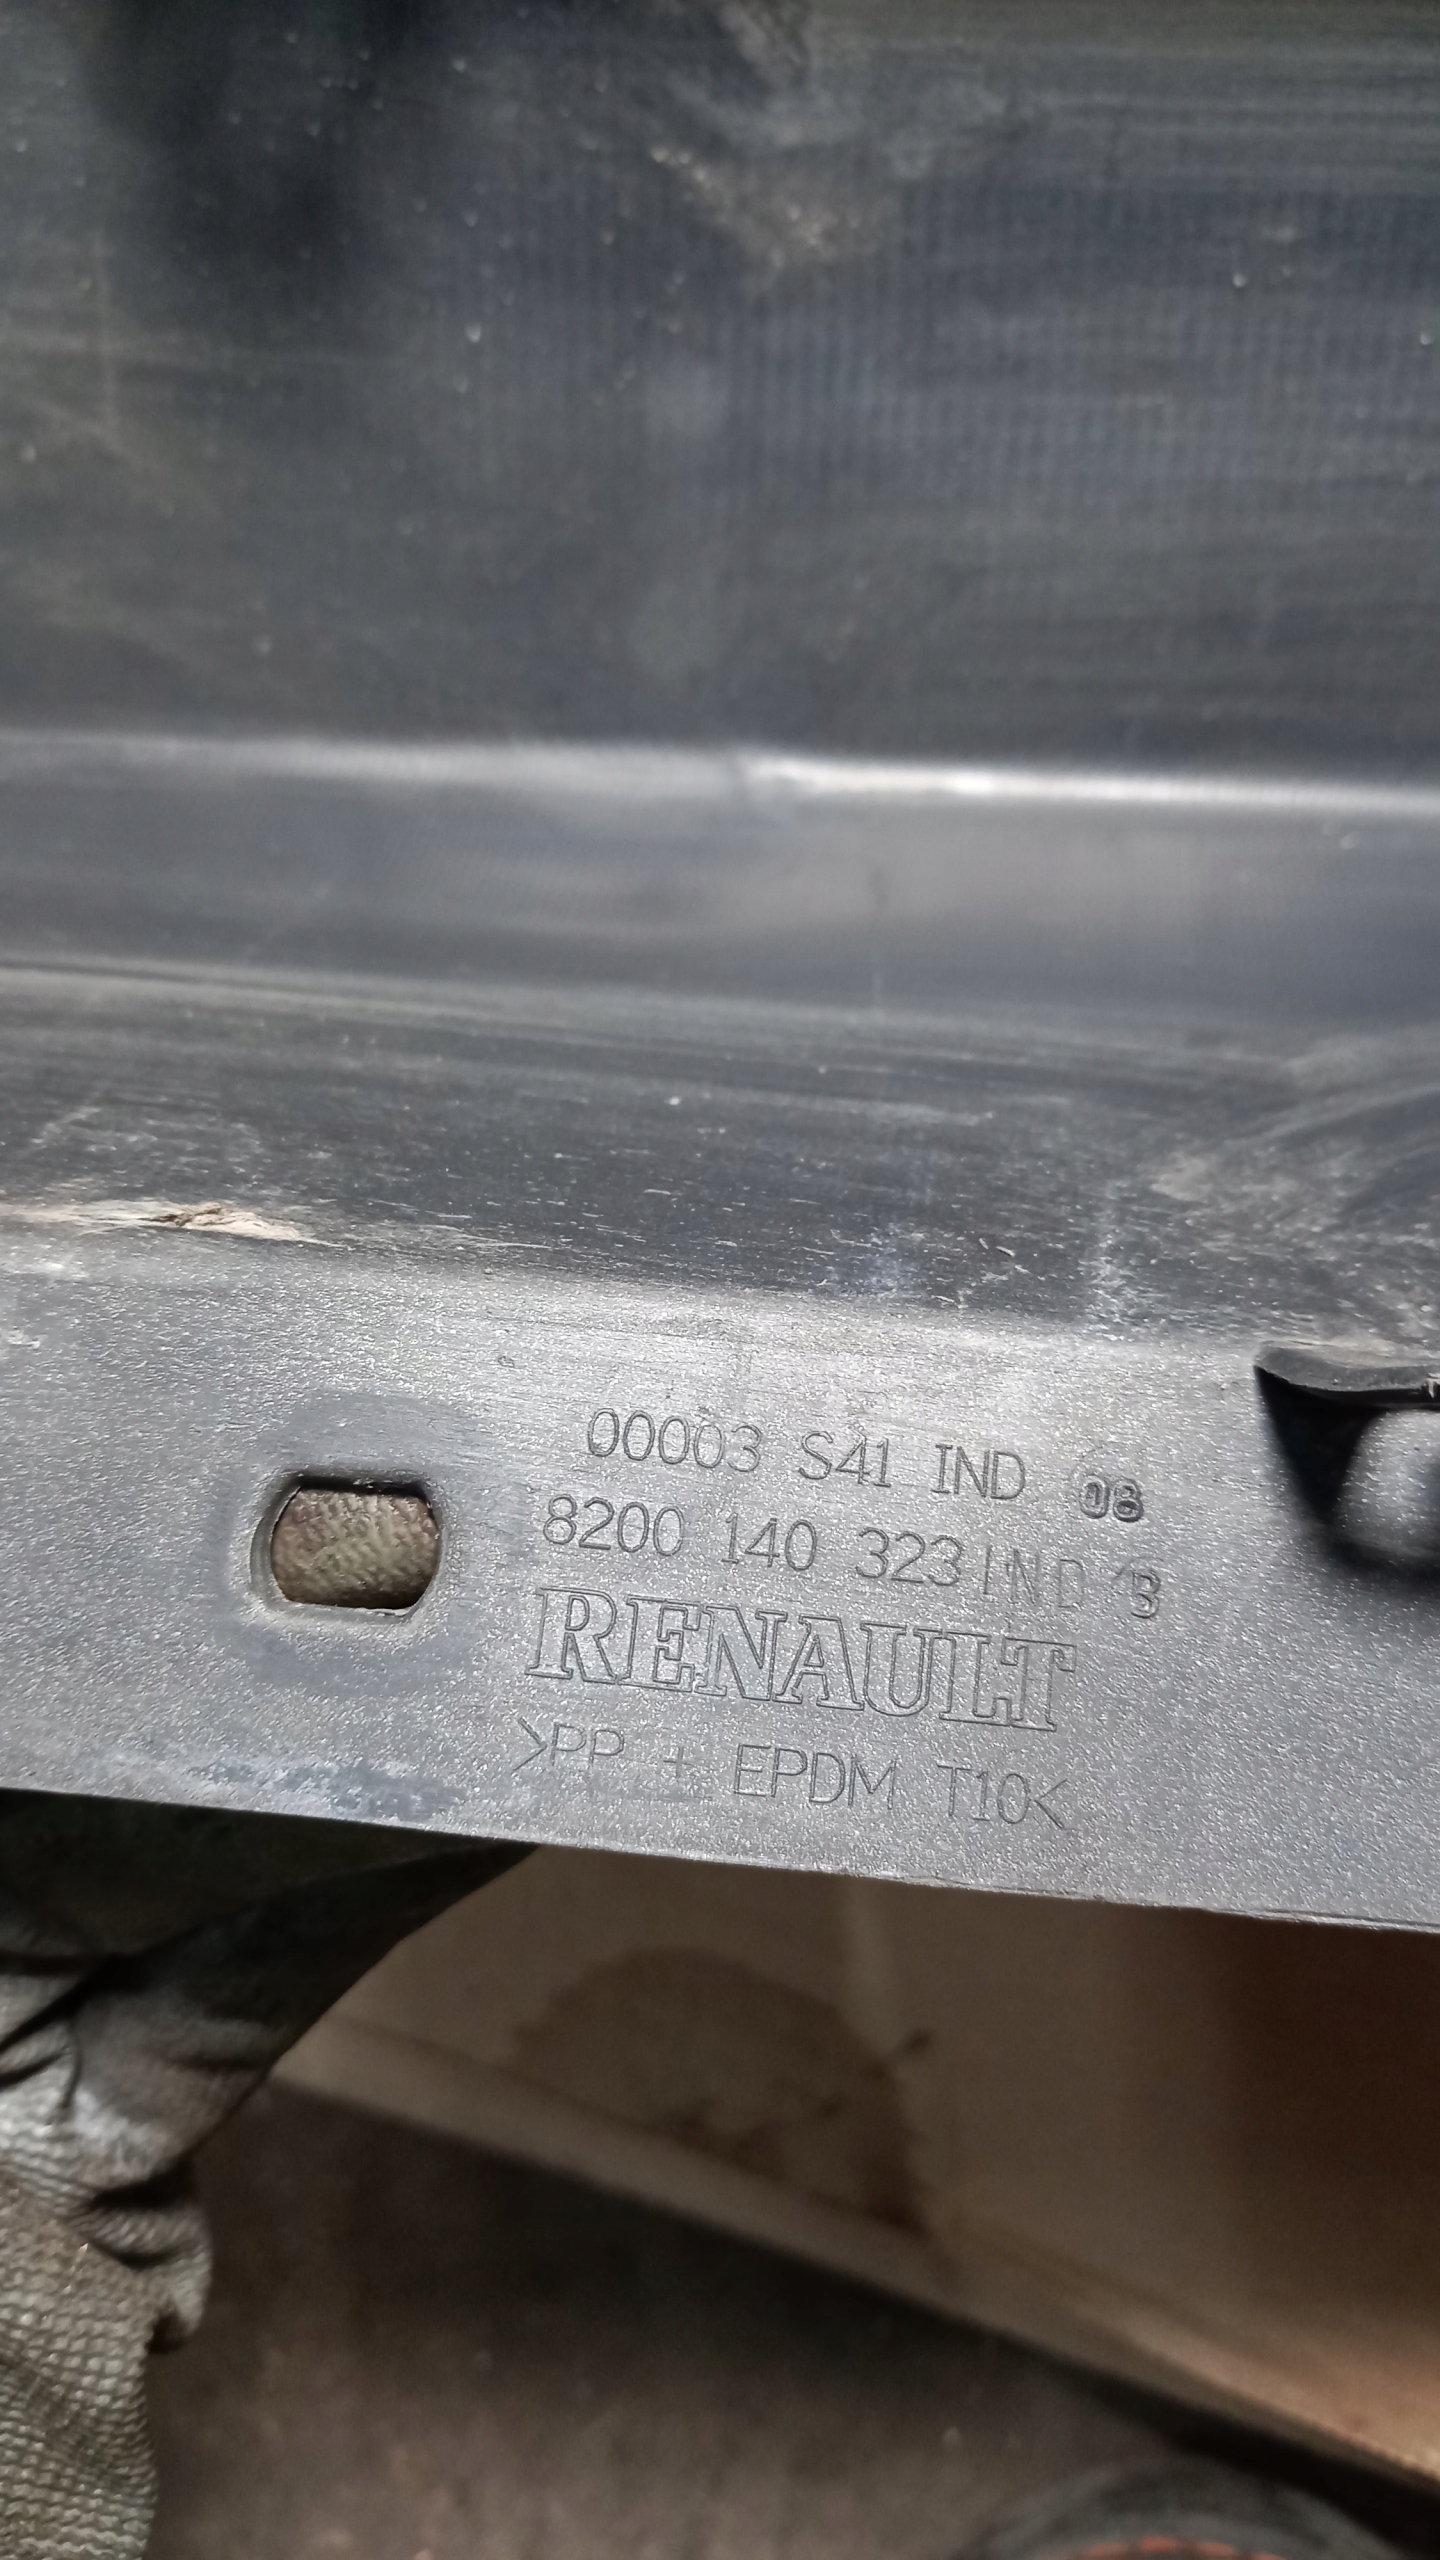 00003 S41 IND 08
8200 140 323 IND B
RENAULT
>PP + EPDM T10<